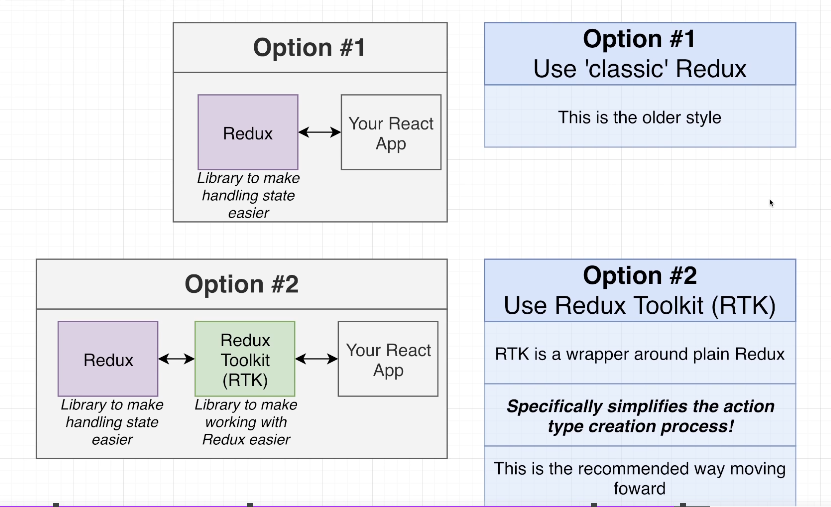 Option #1
Redux
Your React
App
Library to make
handling state
easier
Option #1
Use 'classic' Redux
This is the older style
Option #2
Redux
Redux
Toolkit
(RTK)
Your React
App
Library to make
handling state
easier
Library to make
working with
Redux easier
Option #2
Use Redux Toolkit (RTK)
RTK is a wrapper around plain Redux
Specifically simplifies the action
type creation process!
This is the recommended way moving
foward